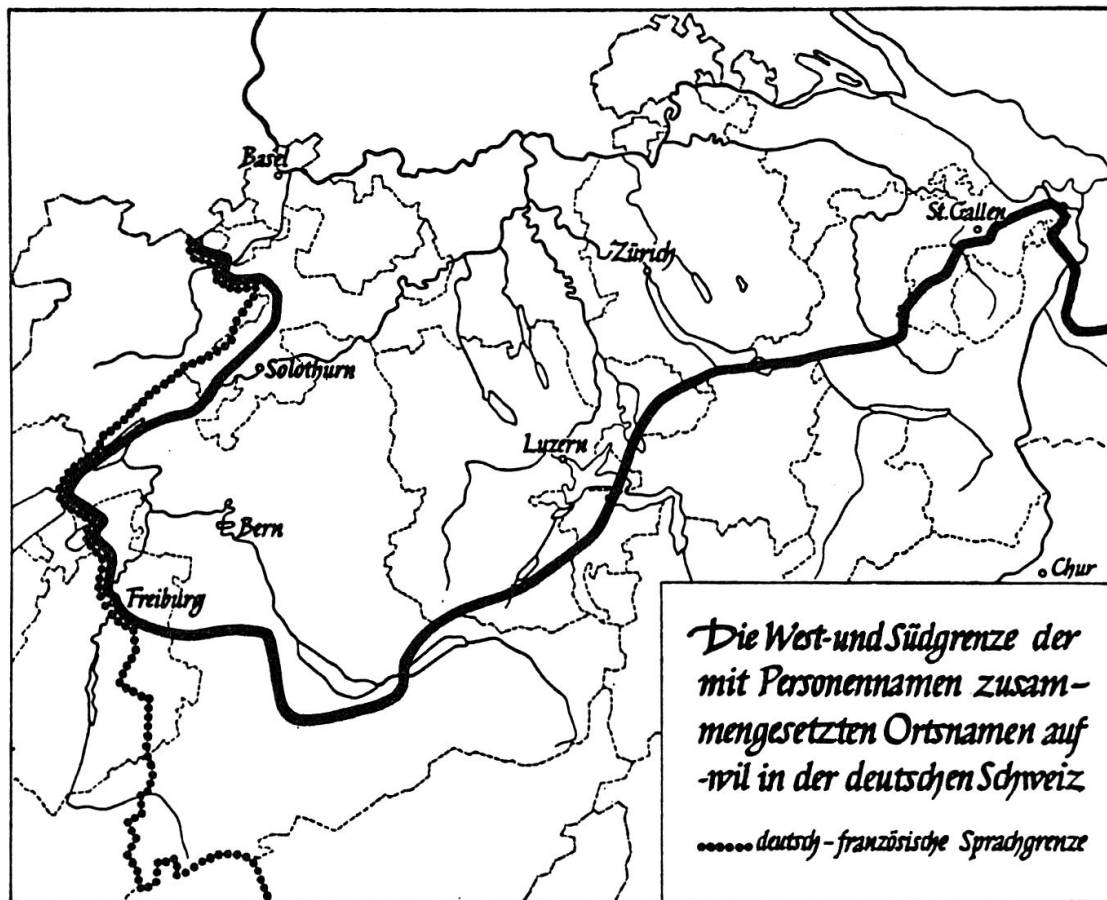 Basel
St. Gallen
Zürich
Solothurn
Luzern
Bern
Chur
Freiburg
Die West- und Südgrenze der
mit Personennamen zusam-
mengesetzten Ortsnamen auf
-wil in der deutschen Schweiz
deutsch-französische Sprachgrenze